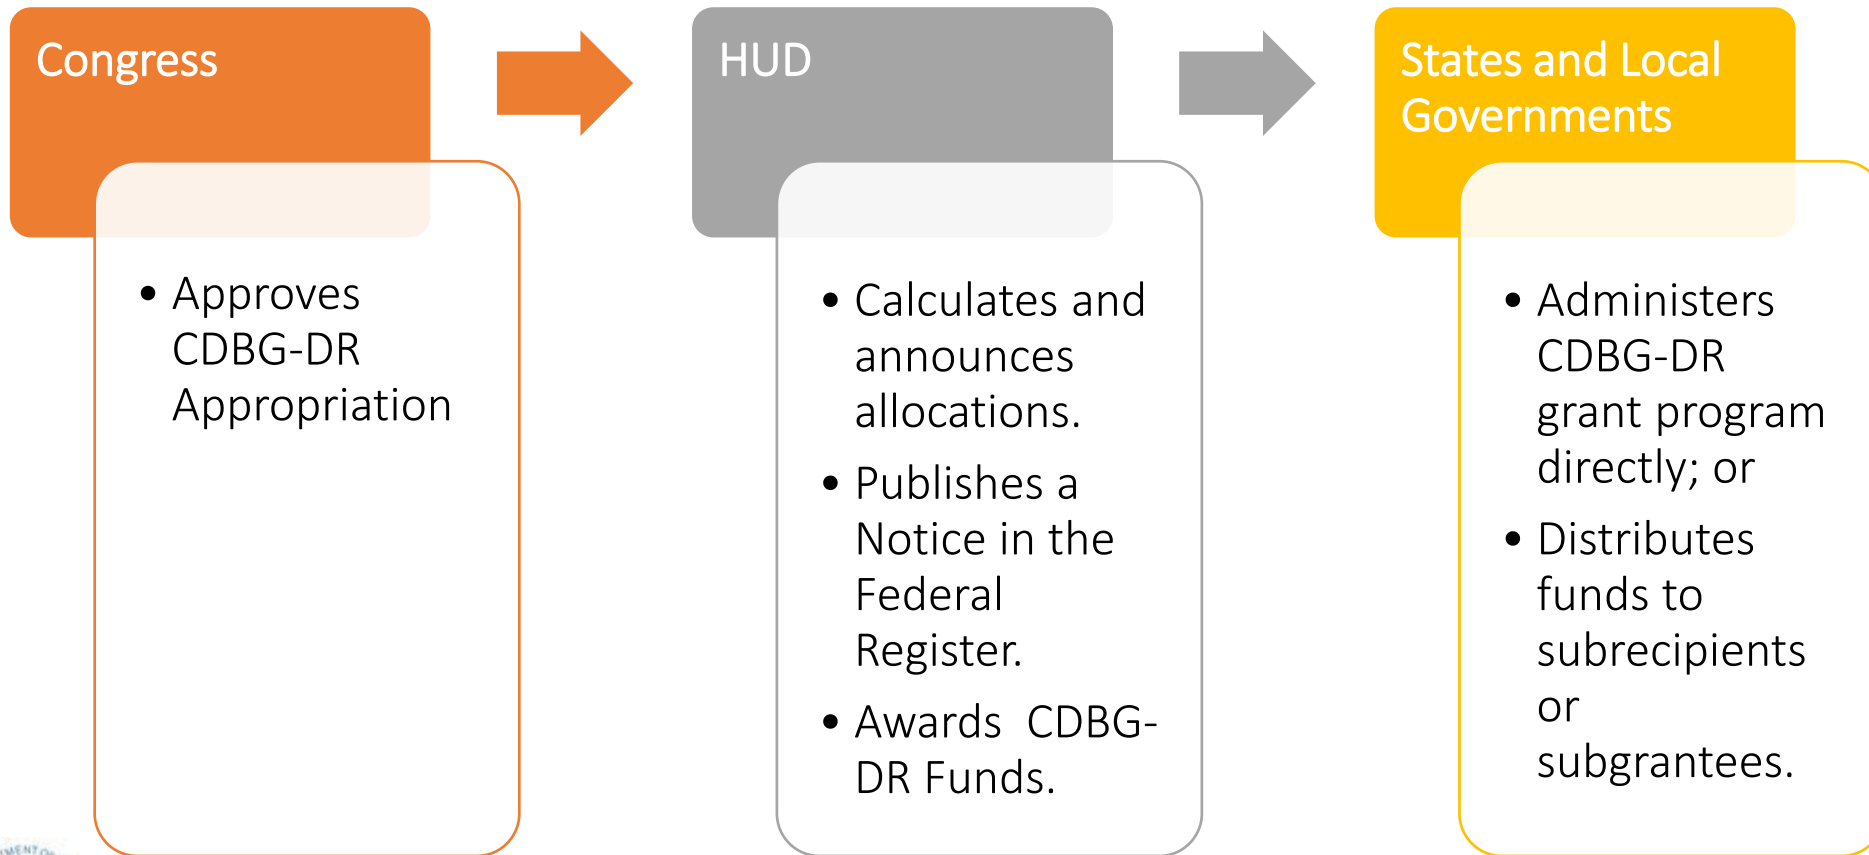 Congress
• Approves
CDBG-DR
Appropriation
HUD
• Calculates and
announces
allocations.
• Publishes a
Notice in the
Federal
Register.
• Awards  CDBG-
DR Funds.
States and Local
Governments
• Administers
CDBG-DR
grant program
directly; or
• Distributes
funds to
subrecipients
or
subgrantees.